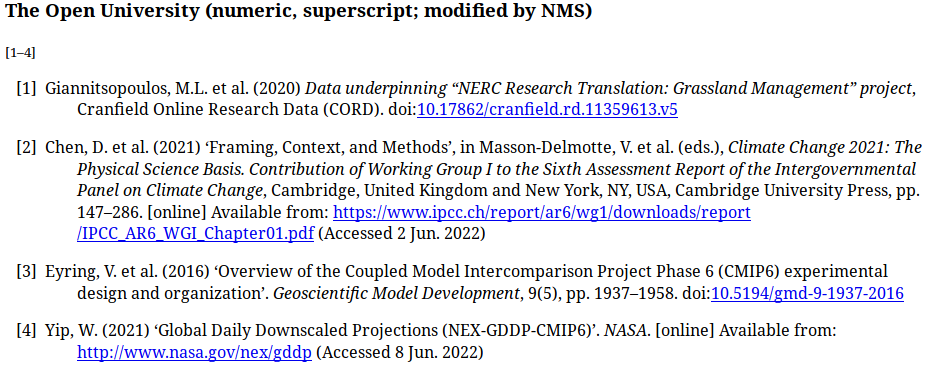 The Open University (numeric, superscript; modified by NMS)
[1–4]
[1] Giannitsopoulos, M.L. et al. (2020) Data underpinning “NERC Research Translation: Grassland Management” project,
Cranfield Online Research Data (CORD). doi:10.17862/cranfield.rd.11359613.v5
[2] Chen, D. et al. (2021) ‘Framing, Context, and Methods’, in Masson-Delmotte, V. et al. (eds.), Climate Change 2021: The
Physical Science Basis. Contribution of Working Group I to the Sixth Assessment Report of the Intergovernmental
Panel on Climate Change, Cambridge, United Kingdom and New York, NY, USA, Cambridge University Press, pp.
147–286. [online] Available from: https://www.ipcc.ch/report/ar6/wg1/downloads/report
/IPCC_AR6_WGI_Chapter01.pdf (Accessed 2 Jun. 2022)
[3] Eyring, V. et al. (2016) ‘Overview of the Coupled Model Intercomparison Project Phase 6 (CMIP6) experimental
design and organization’. Geoscientific Model Development, 9(5), pp. 1937–1958. doi:10.5194/gmd-9-1937-2016
[4] Yip, W. (2021) ‘Global Daily Downscaled Projections (NEX-GDDP-CMIP6)’. NASA. [online] Available from:
http://www.nasa.gov/nex/gddp (Accessed 8 Jun. 2022)